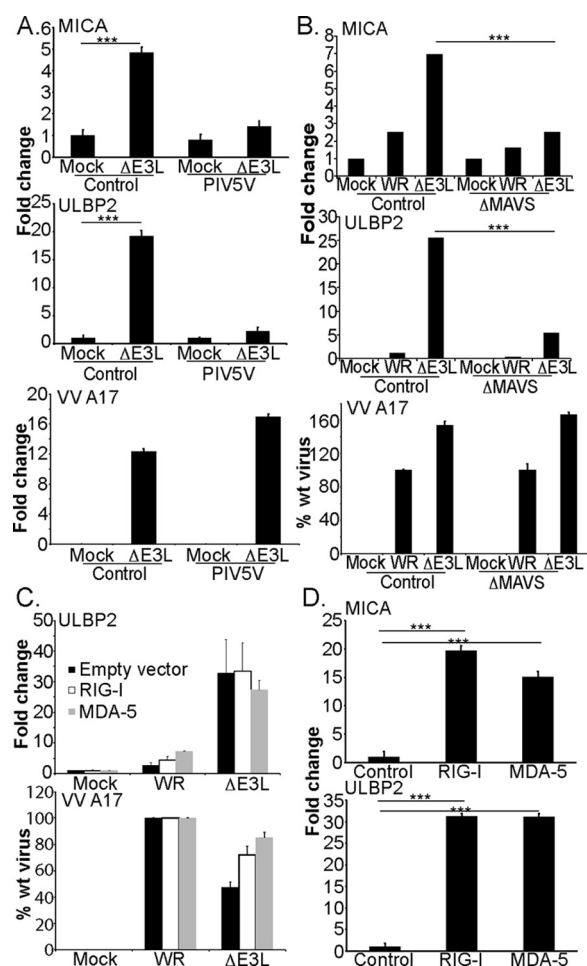 A.
MICA
Fold change
6
5
4
3
2
1
0
***
Mock ΔE3L Mock ΔE3L
Control PIV5V
ULBP2
Fold change
25
20
15
10
5
0
***
Mock ΔE3L Mock ΔE3L
Control PIV5V
VV A17
Fold change
20
16
12
8
4
0
Mock ΔE3L Mock ΔE3L
Control PIV5V
B.
MICA
Fold change
8
7
6
5
4
3
2
1
0
***
Mock WR ΔE3L Mock WR ΔE3L
Control ΔMAVS
ULBP2
Fold change
30
25
20
15
10
5
0
***
Mock WR ΔE3L Mock WR ΔE3L
Control ΔMAVS
VV A17
% wt virus
160
120
80
40
0
Mock WR ΔE3L Mock WR ΔE3L
Control ΔMAVS
C.
ULBP2
Fold change
50
40
30
20
10
0
Empty vector
RIG-I
MDA-5
Mock WR ΔE3L
VV A17
% wt virus
120
100
80
60
40
20
0
Mock WR ΔE3L
D.
MICA
Fold change
25
20
15
10
5
0
***
***
Control RIG-I MDA-5
ULBP2
35
30
25
20
15
10
5
0
***
***
Control RIG-I MDA-5